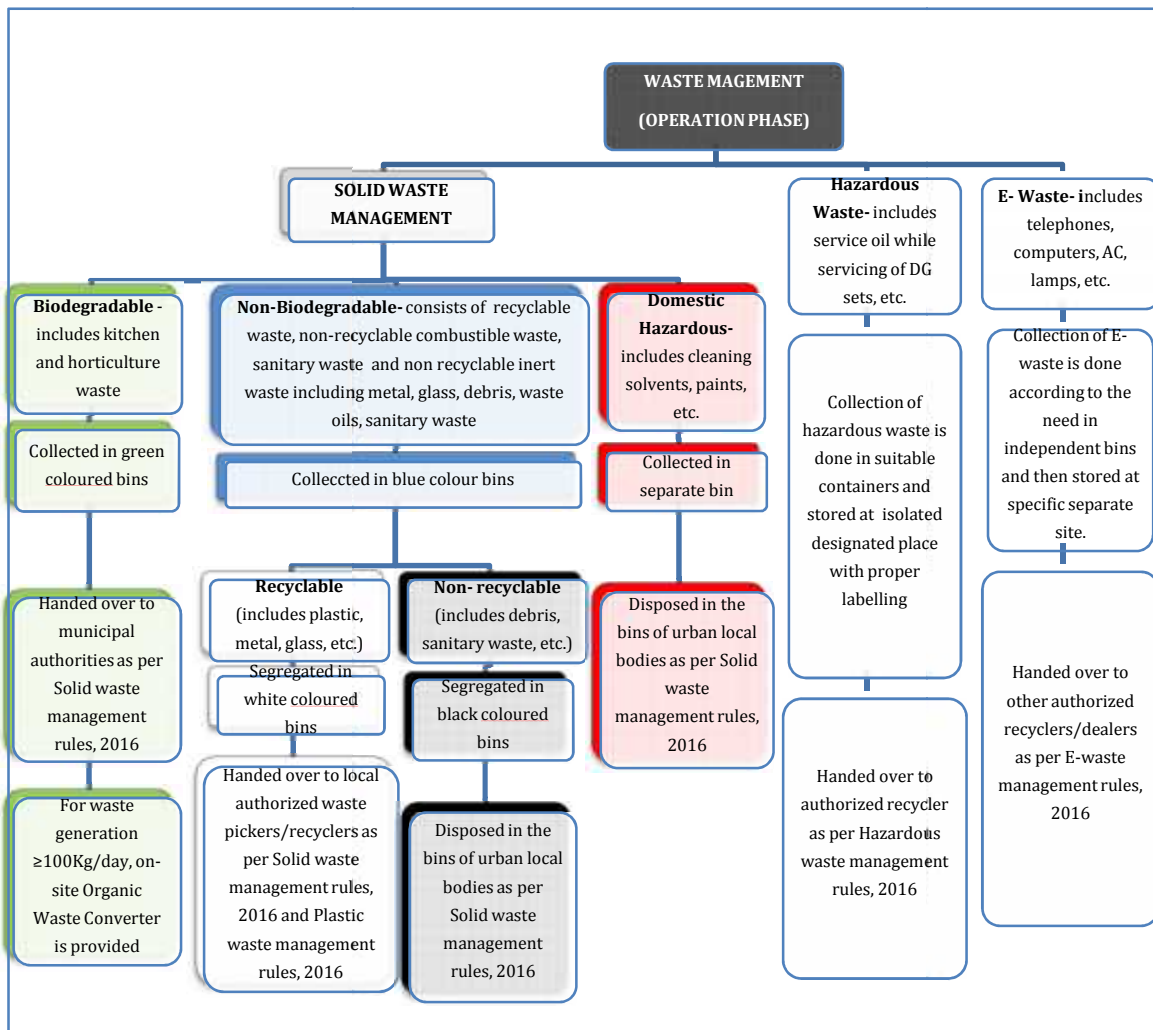 WASTE MAGEMENT
(OPERATION PHASE)
SOLID WASTE
MANAGEMENT
Hazardous
Waste- includes
service oil while
servicing of DG
sets, etc.
E- Waste- includes
telephones,
computers, AC,
lamps, etc.
Biodegradable -
includes kitchen
and horticulture
waste
Non-Biodegradable- consists of recyclable
waste, non-recyclable combustible waste,
sanitary waste and non recyclable inert
waste including metal, glass, debris, waste
oils, sanitary waste
Domestic
Hazardous-
includes cleaning
solvents, paints,
etc.
Collection of
hazardous waste is
done in suitable
containers and
stored at isolated
designated place
with proper
labelling
Collection of E-
waste is done
according to the
need in
independent bins
and then stored at
specific separate
site.
Collected in green
coloured bins
Colleccted in blue colour bins
Collected in
separate bin
Handed over to
municipal
authorities as per
Solid waste
management
rules, 2016
Recyclable
(includes plastic,
metal, glass, etc.)
Non- recyclable
(includes debris,
sanitary waste, etc.)
Disposed in the
bins of urban local
bodies as per Solid
waste
management rules,
2016
Segregated in
white coloured
bins
Segregated in
black coloured
bins
Handed over to
authorized recycler
as per Hazardous
waste management
rules, 2016
Handed over to
other authorized
recyclers/dealers
as per E-waste
management rules,
2016
For waste
generation
≥100Kg/day, on-
site Organic
Waste Converter
is provided
Handed over to local
authorized waste
pickers/recyclers as
per Solid waste
management rules,
2016 and Plastic
waste management
rules, 2016
Disposed in the
bins of urban local
bodies as per
Solid waste
management
rules, 2016